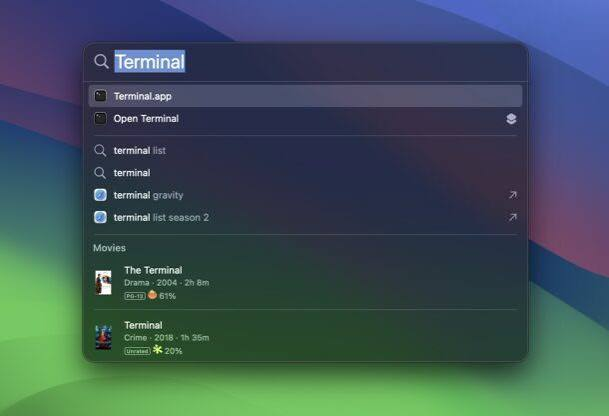 Terminal
Terminal.app
Open Terminal
terminal list
terminal
terminal gravity
terminal list season 2
Movies
The Terminal
Drama · 2004 · 2h 8m
PG-13 61%
Terminal
Crime · 2018 · 1h 35m
Unrated 20%